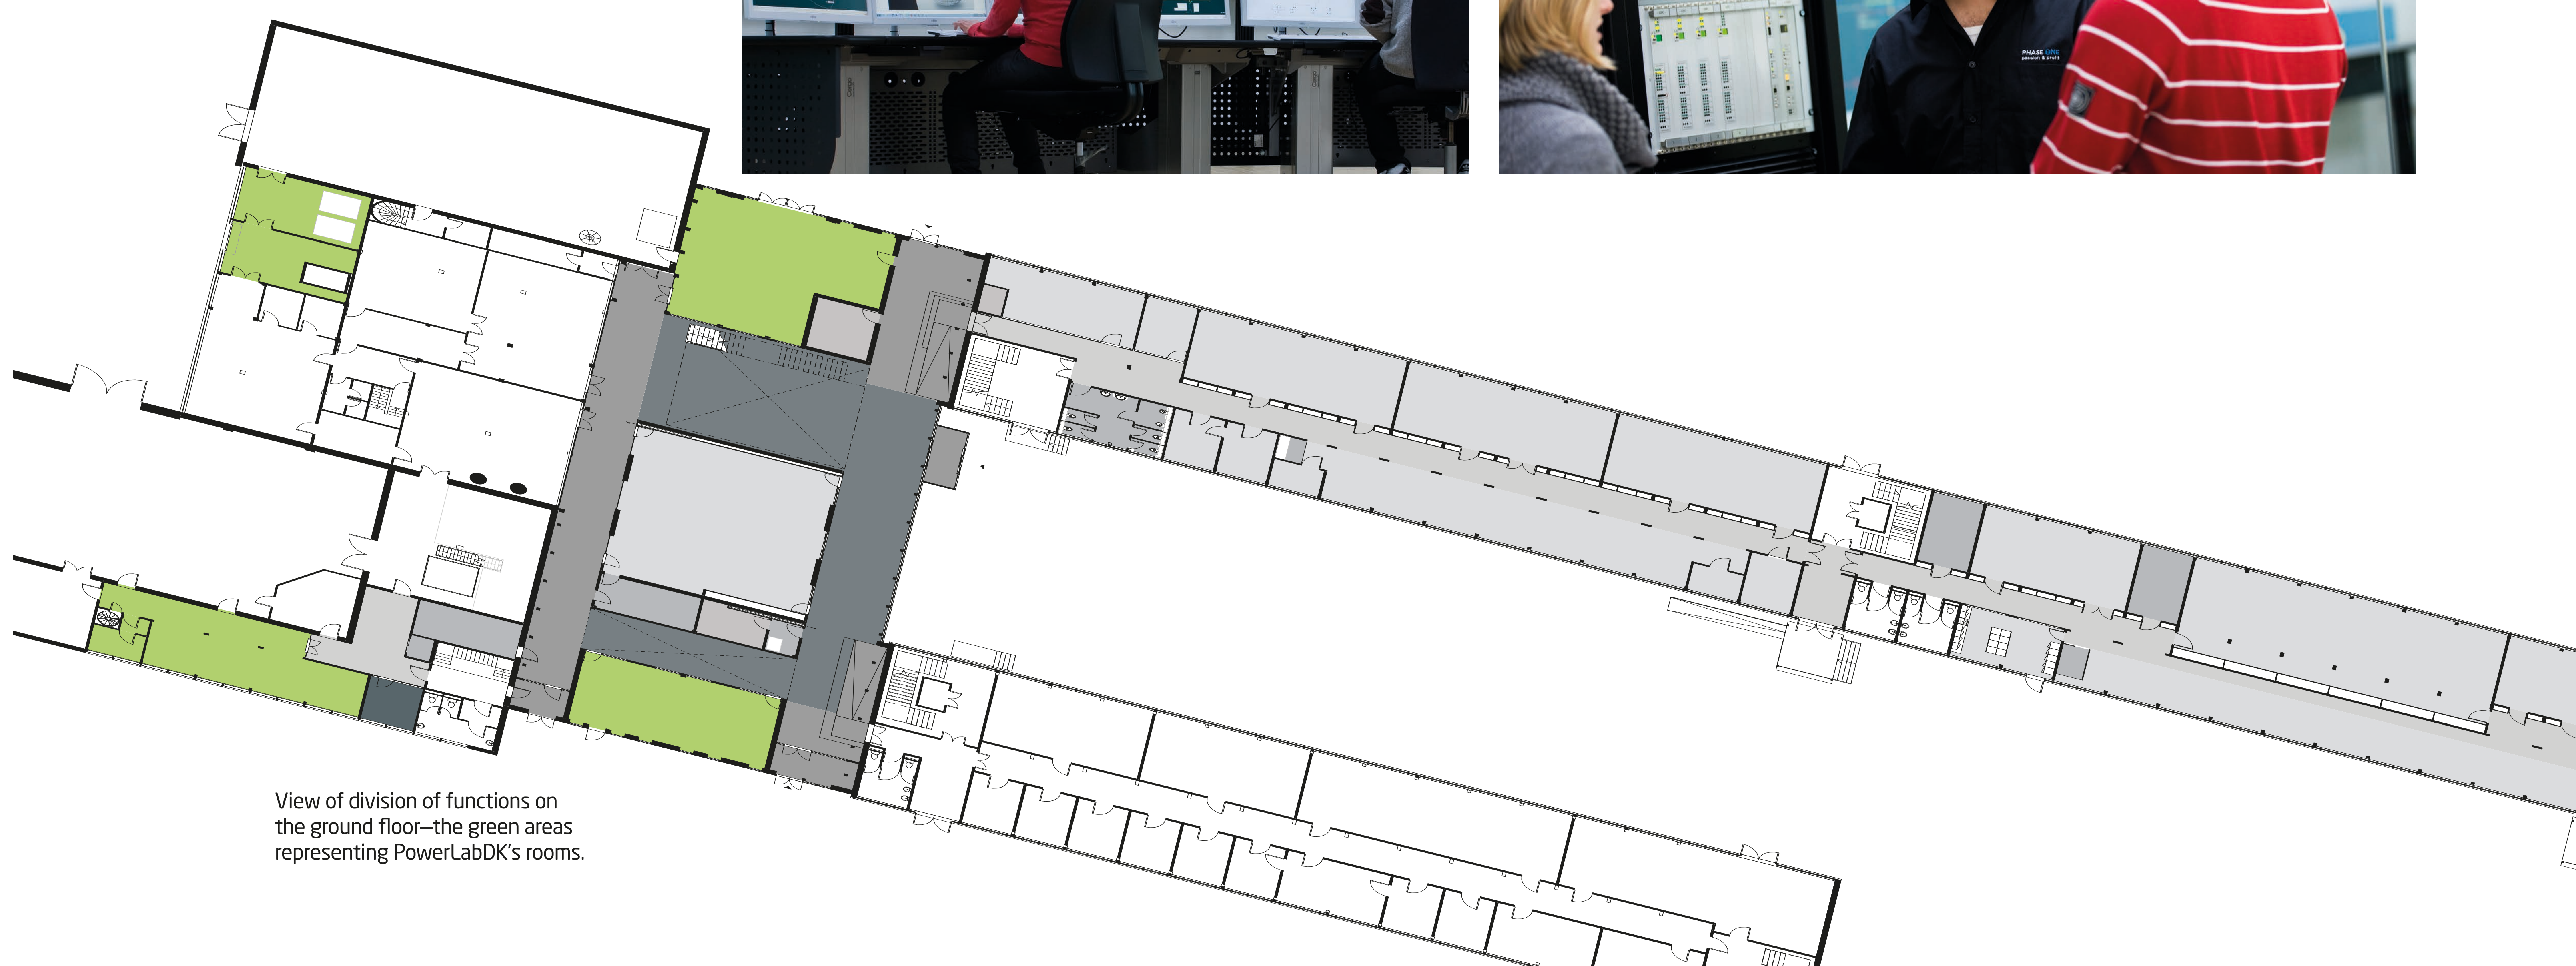 PHASE ONE
passion & profit
View of division of functions on
the ground floor—the green areas
representing PowerLabDK's rooms.